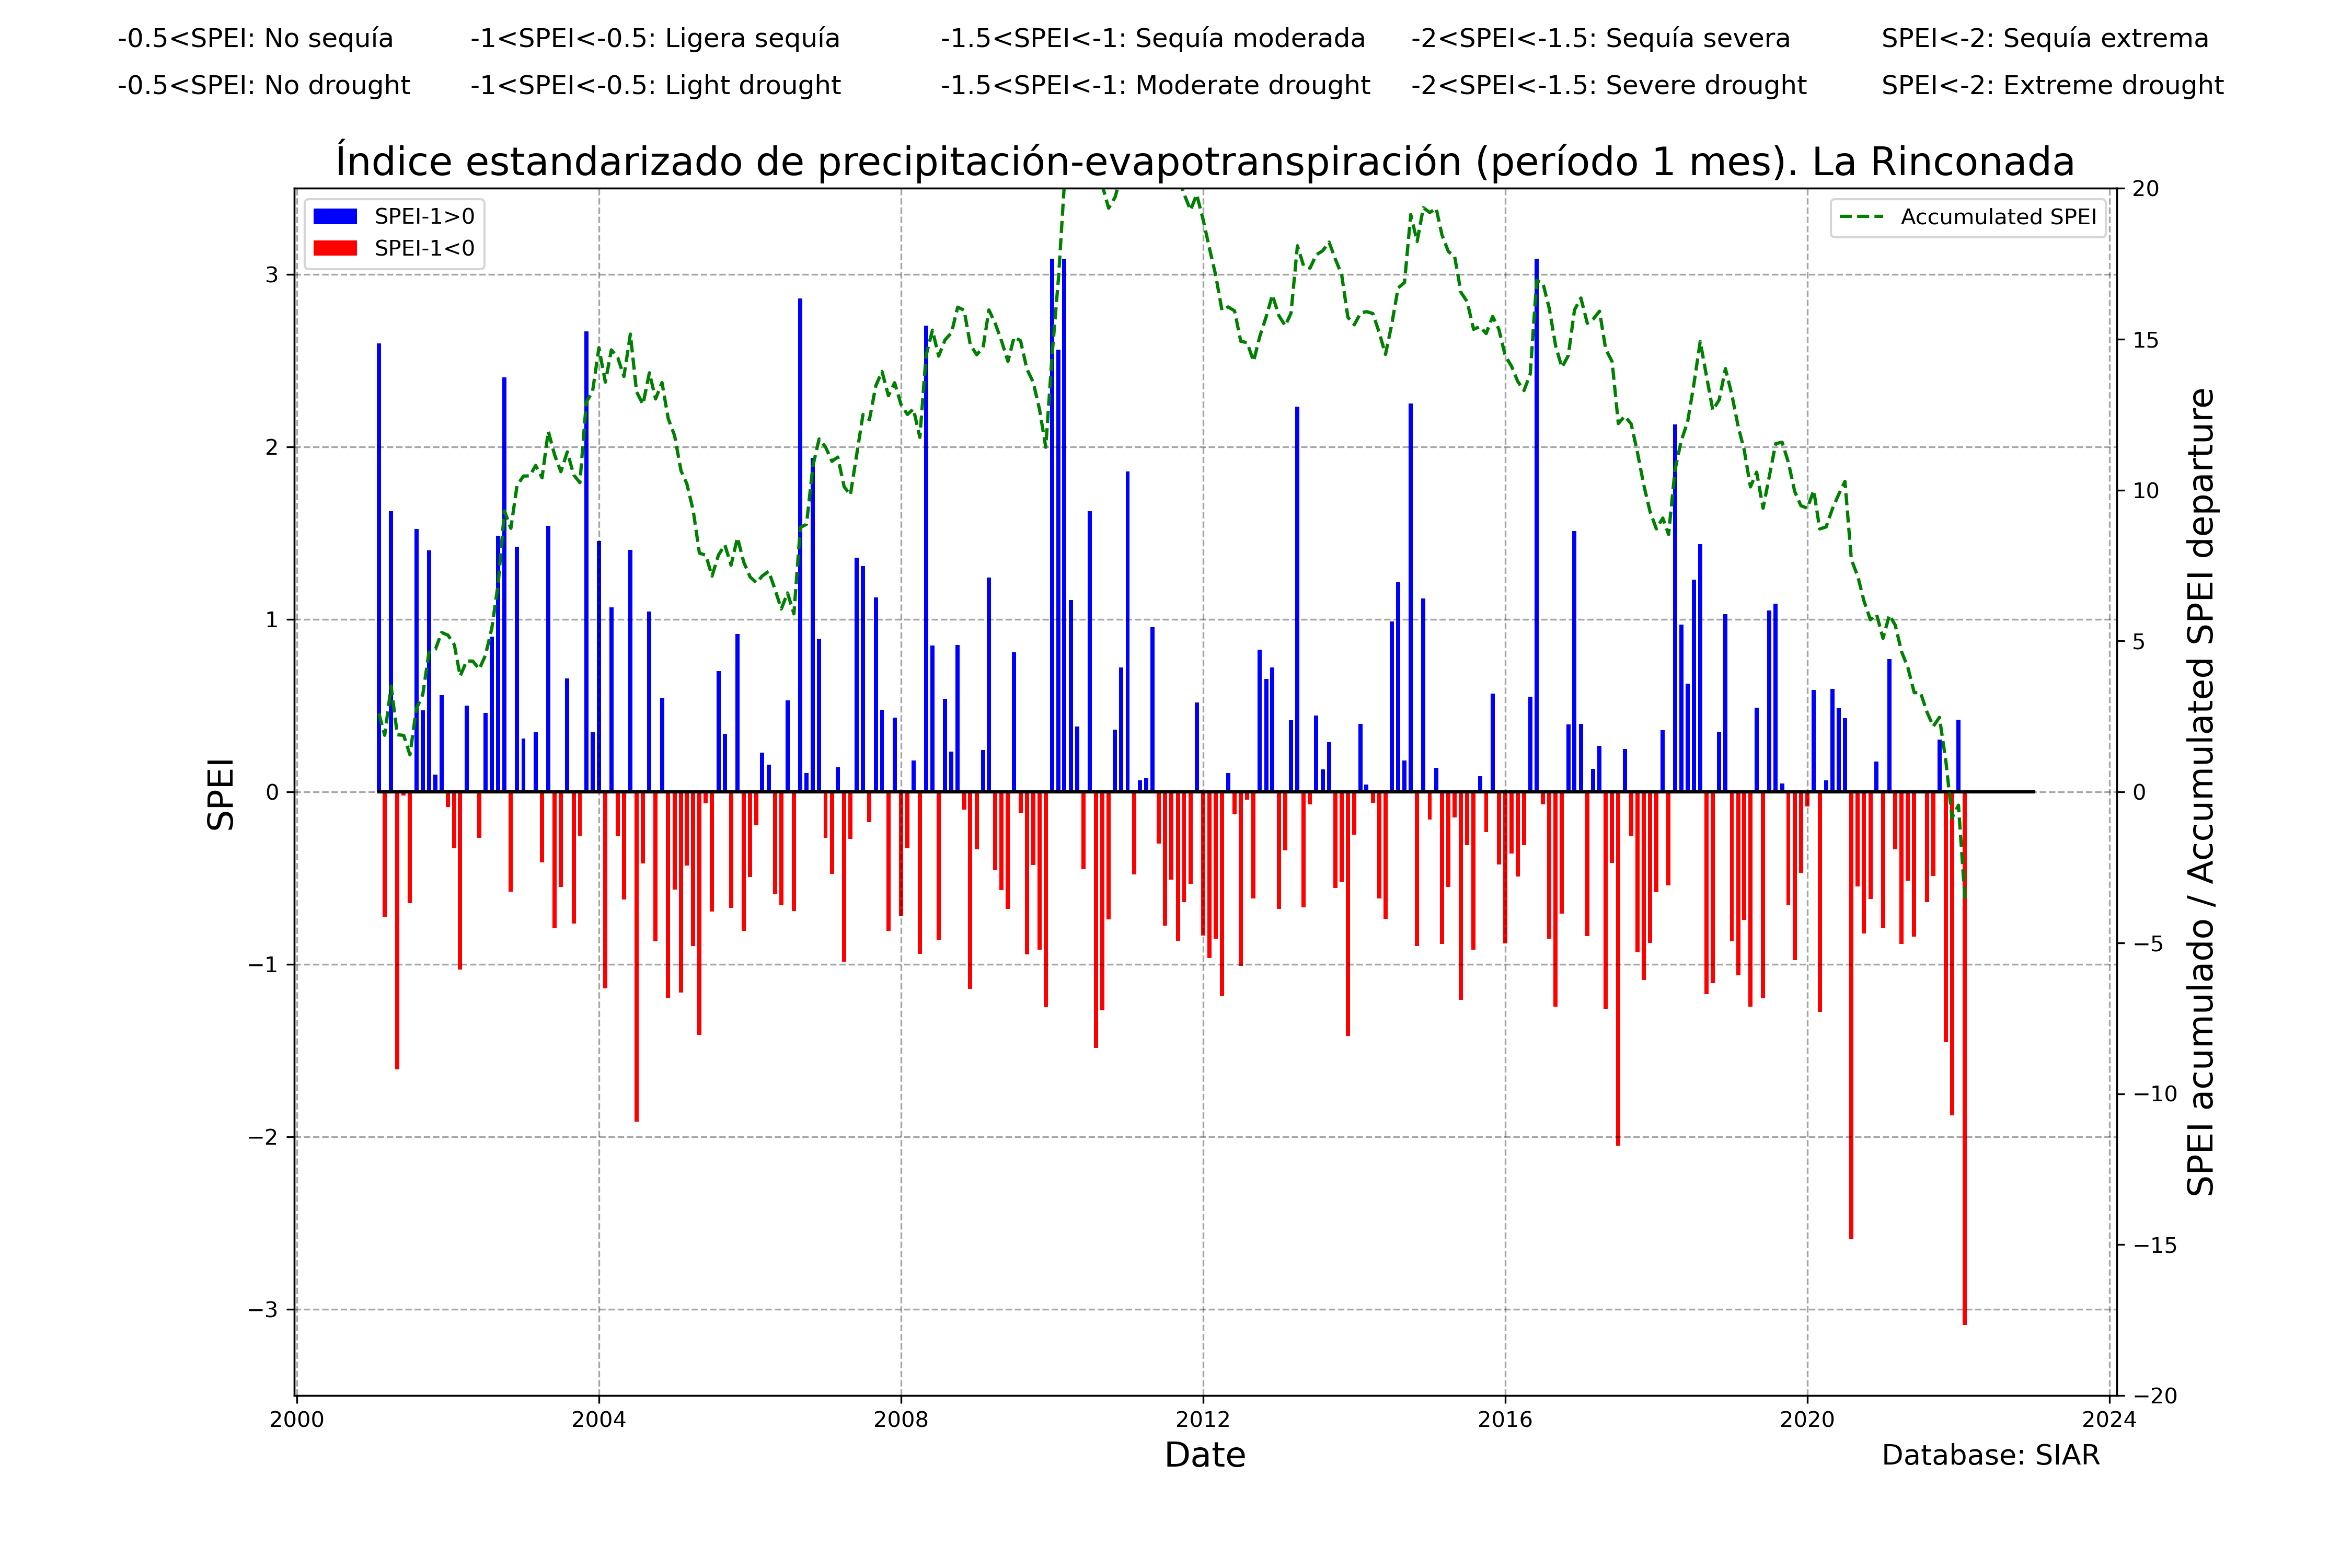 -0.5<SPEI: No sequía -1<SPEI<-0.5: Ligera sequía -1.5<SPEI<-1: Sequía moderada -2<SPEI<-1.5: Sequía severa SPEI<-2: Sequía extrema
-0.5<SPEI: No drought -1<SPEI<-0.5: Light drought -1.5<SPEI<-1: Moderate drought -2<SPEI<-1.5: Severe drought SPEI<-2: Extreme drought
Índice estandarizado de precipitación-evapotranspiración (período 1 mes). La Rinconada
SPEI-1>0
SPEI-1<0
Accumulated SPEI
SPEI
3
2
1
0
−1
−2
−3
20
15
10
5
0
−5
−10
−15
−20
SPEI acumulado / Accumulated SPEI departure
2000 2004 2008 2012 2016 2020 2024
Date
Database: SIAR